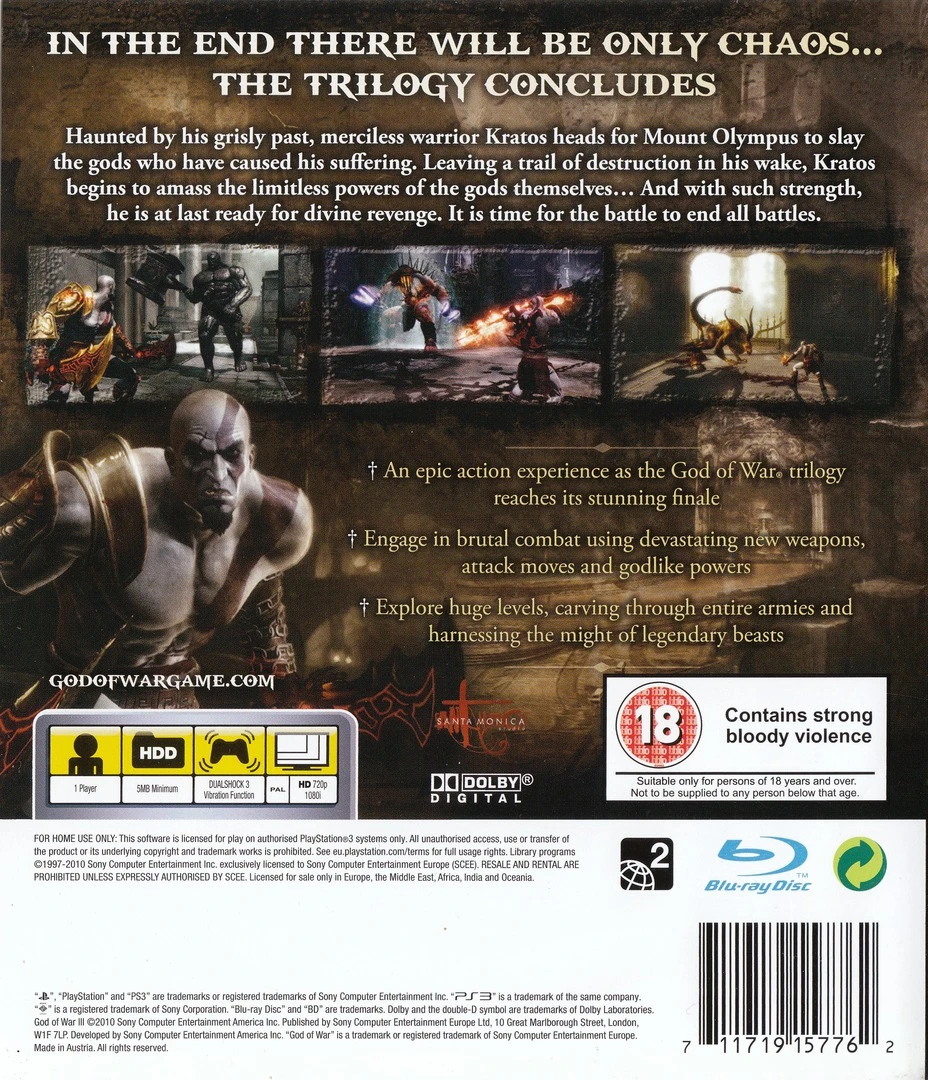 IN THE END THERE WILL BE ONLY CHAOS...
THE TRILOGY CONCLUDES
Haunted by his grisly past, merciless warrior Kratos heads for Mount Olympus to slay
the gods who have caused his suffering. Leaving a trail of destruction in his wake, Kratos
begins to amass the limitless powers of the gods themselves... And with such strength,
he is at last ready for divine revenge. It is time for the battle to end all battles.
† An epic action experience as the God of War® trilogy
reaches its stunning finale
† Engage in brutal combat using devastating new weapons,
attack moves and godlike powers
† Explore huge levels, carving through entire armies and
harnessing the might of legendary beasts
GODOFWARGAME.COM
SANTA MONICA
STUDIO
18
Contains strong
bloody violence
Suitable only for persons of 18 years and over.
Not to be supplied to any person below that age.
HDD
1 Player
5MB Minimum
DUALSHOCK 3
Vibration Function
PAL
HD 720p
1080i
DOLBY®
DIGITAL
FOR HOME USE ONLY: This software is licensed for play on authorised PlayStation®3 systems only. All unauthorised access, use or transfer of
the product or its underlying copyright and trademark works is prohibited. See eu.playstation.com/terms for full usage rights. Library programs
©1997-2010 Sony Computer Entertainment Inc. exclusively licensed to Sony Computer Entertainment Europe (SCEE). RESALE AND RENTAL ARE
PROHIBITED UNLESS EXPRESSLY AUTHORISED BY SCEE. Licensed for sale only in Europe, the Middle East, Africa, India and Oceania.
2
Blu-ray Disc™
"", "PlayStation" and "PS3" are trademarks or registered trademarks of Sony Computer Entertainment Inc. "PS3" is a trademark of the same company.
"" is a registered trademark of Sony Corporation. "Blu-ray Disc" and "BD" are trademarks. Dolby and the double-D symbol are trademarks of Dolby Laboratories.
God of War III ©2010 Sony Computer Entertainment America Inc. Published by Sony Computer Entertainment Europe Ltd, 10 Great Marlborough Street, London,
W1F 7LP. Developed by Sony Computer Entertainment America Inc. "God of War" is a trademark or registered trademark of Sony Computer Entertainment Europe.
Made in Austria. All rights reserved.
7 11719 15776 2